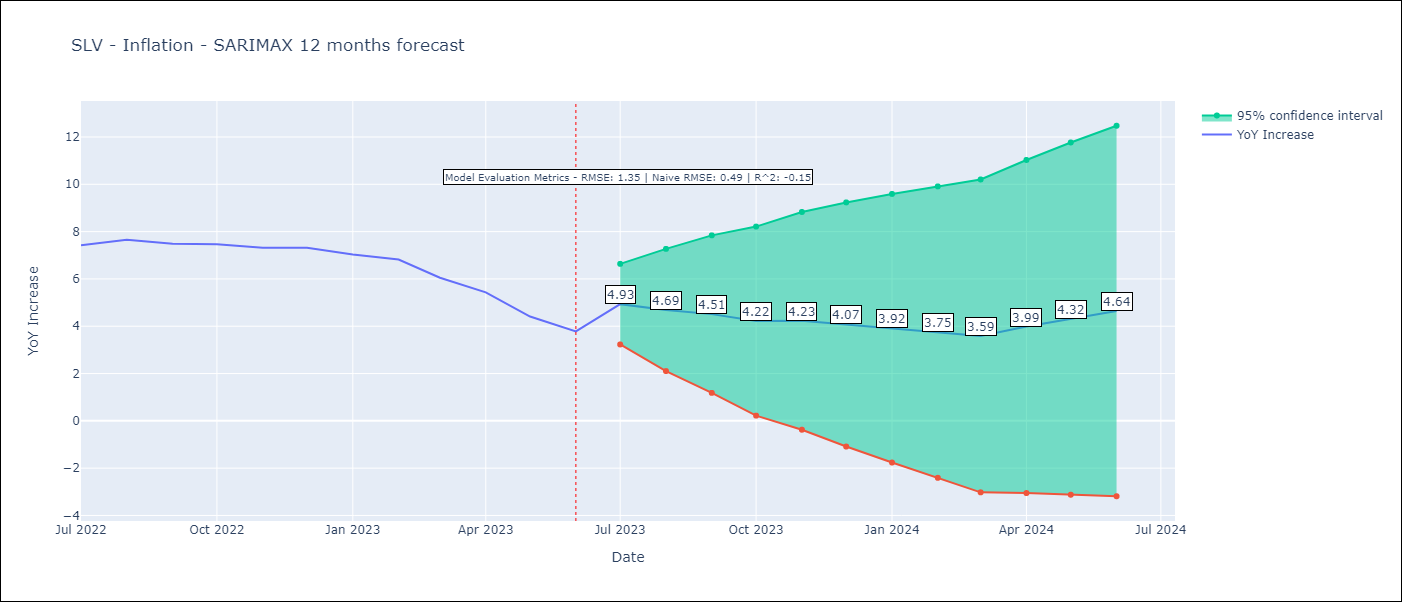 SLV - Inflation - SARIMAX 12 months forecast
95% confidence interval
YoY Increase
Model Evaluation Metrics - RMSE: 1.35 | Naive RMSE: 0.49 | R^2: -0.15
12
10
8
6
4
2
0
−2
−4
YoY Increase
4.93
4.69
4.51
4.22
4.23
4.07
3.92
3.75
3.59
3.99
4.32
4.64
Jul 2022
Oct 2022
Jan 2023
Apr 2023
Jul 2023
Oct 2023
Jan 2024
Apr 2024
Jul 2024
Date